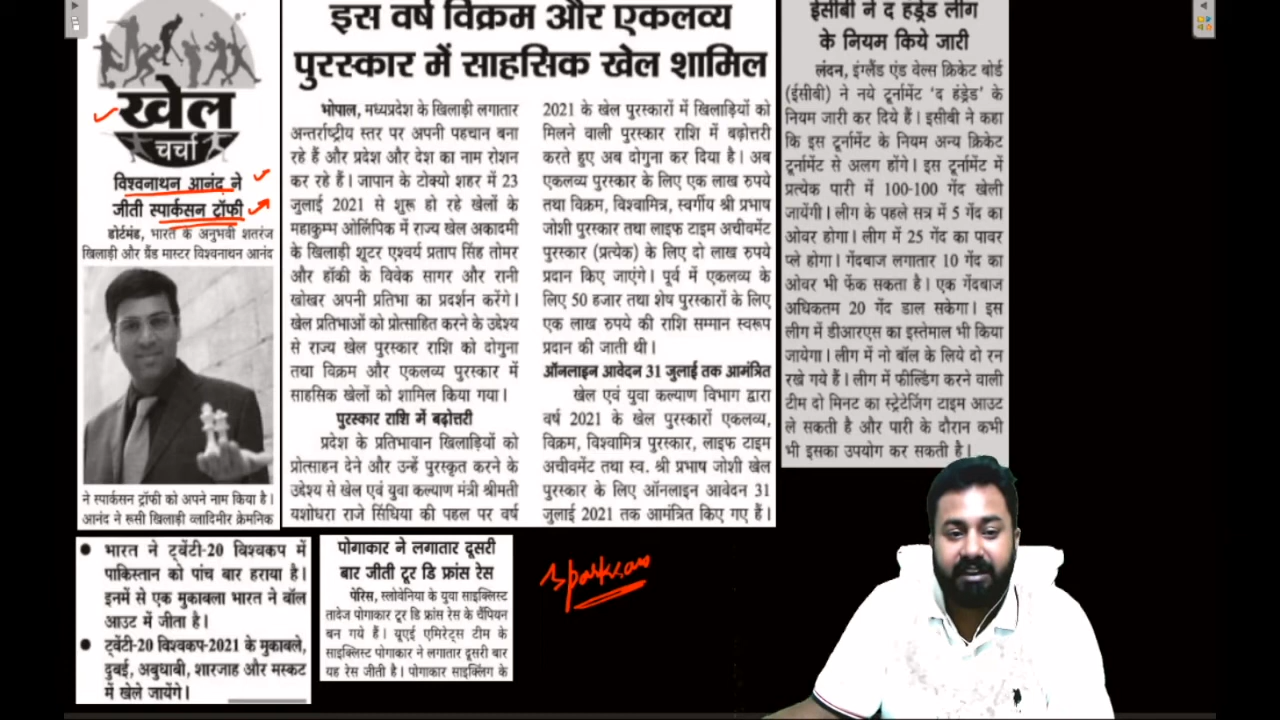 खेल
चर्चा
विश्वनाथन आनंद ने
जीती स्पार्कसन ट्रॉफी
डोर्टमंड, भारत के अनुभवी शतरंज
खिलाड़ी और ग्रैंड मास्टर विश्वनाथन आनंद
ने स्पार्कसन ट्रॉफी को अपने नाम किया है।
आनंद ने रूसी खिलाड़ी व्लादिमीर क्रेमनिक
इस वर्ष विक्रम और एकलव्य
पुरस्कार में साहसिक खेल शामिल
भोपाल, मध्यप्रदेश के खिलाड़ी लगातार
अन्तर्राष्ट्रीय स्तर पर अपनी पहचान बना
रहे हैं और प्रदेश और देश का नाम रोशन
कर रहे हैं। जापान के टोक्यो शहर में 23
जुलाई 2021 से शुरू हो रहे खेलों के
महाकुम्भ ओलिंपिक में राज्य खेल अकादमी
के खिलाड़ी शूटर एश्वर्य प्रताप सिंह तोमर
और हॉकी के विवेक सागर और रानी
खोखर अपनी प्रतिभा का प्रदर्शन करेंगे।
खेल प्रतिभाओं को प्रोत्साहित करने के उद्देश्य
से राज्य खेल पुरस्कार राशि को दोगुना
तथा विक्रम और एकलव्य पुरस्कार में
साहसिक खेलों को शामिल किया गया।
पुरस्कार राशि में बढ़ोत्तरी
प्रदेश के प्रतिभावान खिलाड़ियों को
प्रोत्साहन देने और उन्हें पुरस्कृत करने के
उद्देश्य से खेल एवं युवा कल्याण मंत्री श्रीमती
यशोधरा राजे सिंधिया की पहल पर वर्ष
2021 के खेल पुरस्कारों में खिलाड़ियों को
मिलने वाली पुरस्कार राशि में बढ़ोत्तरी
करते हुए अब दोगुना कर दिया है। अब
एकलव्य पुरस्कार के लिए एक लाख रुपये
तथा विक्रम, विश्वामित्र, स्वर्गीय श्री प्रभाष
जोशी पुरस्कार तथा लाइफ टाइम अचीवमेंट
पुरस्कार (प्रत्येक) के लिए दो लाख रुपये
प्रदान किए जाएंगे। पूर्व में एकलव्य के
लिए 50 हजार तथा शेष पुरस्कारों के लिए
एक लाख रुपये की राशि सम्मान स्वरूप
प्रदान की जाती थी।
ऑनलाइन आवेदन 31 जुलाई तक आमंत्रित
खेल एवं युवा कल्याण विभाग द्वारा
वर्ष 2021 के खेल पुरस्कारों एकलव्य,
विक्रम, विश्वामित्र पुरस्कार, लाइफ टाइम
अचीवमेंट तथा स्व. श्री प्रभाष जोशी खेल
पुरस्कार के लिए ऑनलाइन आवेदन 31
जुलाई 2021 तक आमंत्रित किए गए हैं।
ईसीबी ने द हंड्रेड लीग
के नियम किये जारी
लंदन, इंग्लैंड एंड वेल्स क्रिकेट बोर्ड
(ईसीबी) ने नये टूर्नामेंट 'द हंड्रेड' के
नियम जारी कर दिये हैं। ईसीबी ने कहा
कि इस टूर्नामेंट के नियम अन्य क्रिकेट
टूर्नामेंट से अलग होंगे। इस टूर्नामेंट में
प्रत्येक पारी में 100-100 गेंद खेली
जायेंगी। लीग के पहले सत्र में 5 गेंद का
ओवर होगा। लीग में 25 गेंद का पावर
प्ले होगा। गेंदबाज लगातार 10 गेंद का
ओवर भी फेंक सकता है। एक गेंदबाज
अधिकतम 20 गेंद डाल सकेगा। इस
लीग में डीआरएस का इस्तेमाल भी किया
जायेगा। लीग में नो बॉल के लिये दो रन
रखे गये हैं। लीग में फील्डिंग करने वाली
टीम दो मिनट का स्ट्रेटेजिंग टाइम आउट
ले सकती है और पारी के दौरान कभी
भी इसका उपयोग कर सकती है।
भारत ने ट्वेंटी-20 विश्वकप में
पाकिस्तान को पांच बार हराया है।
इनमें से एक मुकाबला भारत ने बॉल
आउट में जीता है।
ट्वेंटी-20 विश्वकप-2021 के मुकाबले,
दुबई, अबुधाबी, शारजाह और मस्कट
में खेले जायेंगे।
पोगाकार ने लगातार दूसरी
बार जीती टूर डि फ्रांस रेस
पेरिस, स्लोवेनिया के युवा साइक्लिस्ट
तादेज पोगाकार टूर डि फ्रांस रेस के चैंपियन
बन गये हैं। यूएई एमिरेट्स टीम के
साइक्लिस्ट पोगाकार ने लगातार दूसरी बार
यह रेस जीती है। पोगाकार साइक्लिंग के
Sparksan